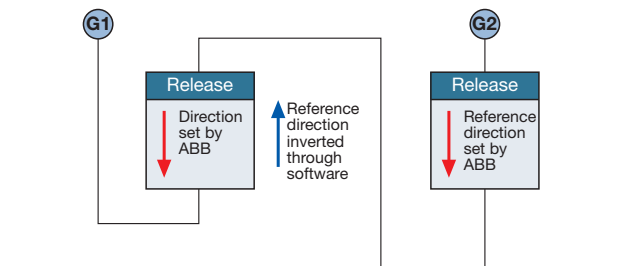 G1
G2
Release
Direction
set by
ABB
Reference
direction
inverted
through
software
Release
Reference
direction
set by
ABB